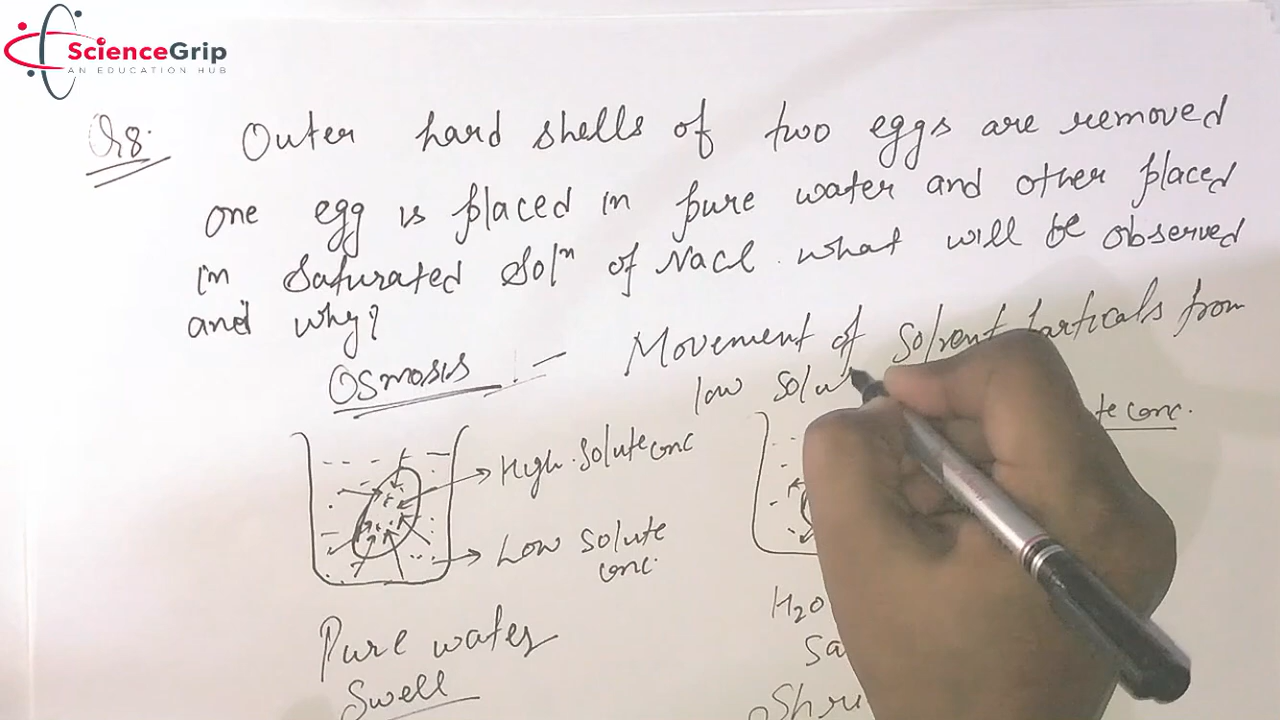 ScienceGrip
AN EDUCATION HUB
Q8. Outer hard shells of two eggs are removed
one egg is placed in pure water and other placed
in saturated Solⁿ of NaCl. what will be observed
and why?
Osmosis :- Movement of solvent particals from
low solu te conc.
High solute conc
Low solute
conc.
Pure water
Swell
H₂O
Sa
Shri